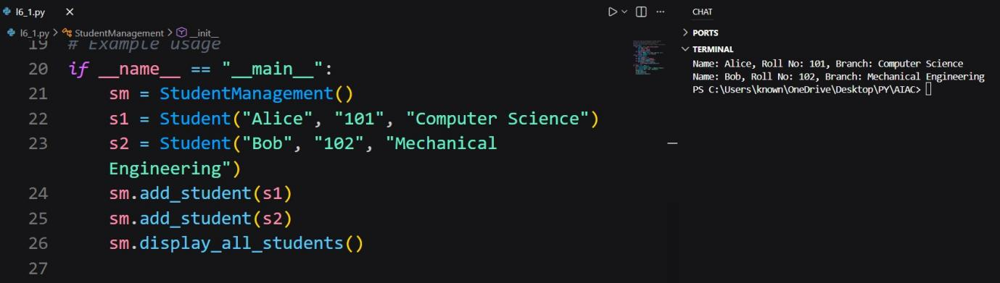 l6_1.py
l6_1.py > StudentManagement > __init__
19 # Example usage
20 if __name__ == "__main__":
21 sm = StudentManagement()
22 s1 = Student("Alice", "101", "Computer Science")
23 s2 = Student("Bob", "102", "Mechanical
Engineering")
24 sm.add_student(s1)
25 sm.add_student(s2)
26 sm.display_all_students()
27
CHAT
PORTS
TERMINAL
Name: Alice, Roll No: 101, Branch: Computer Science
Name: Bob, Roll No: 102, Branch: Mechanical Engineering
PS C:\Users\known\OneDrive\Desktop\PY\AIAC>